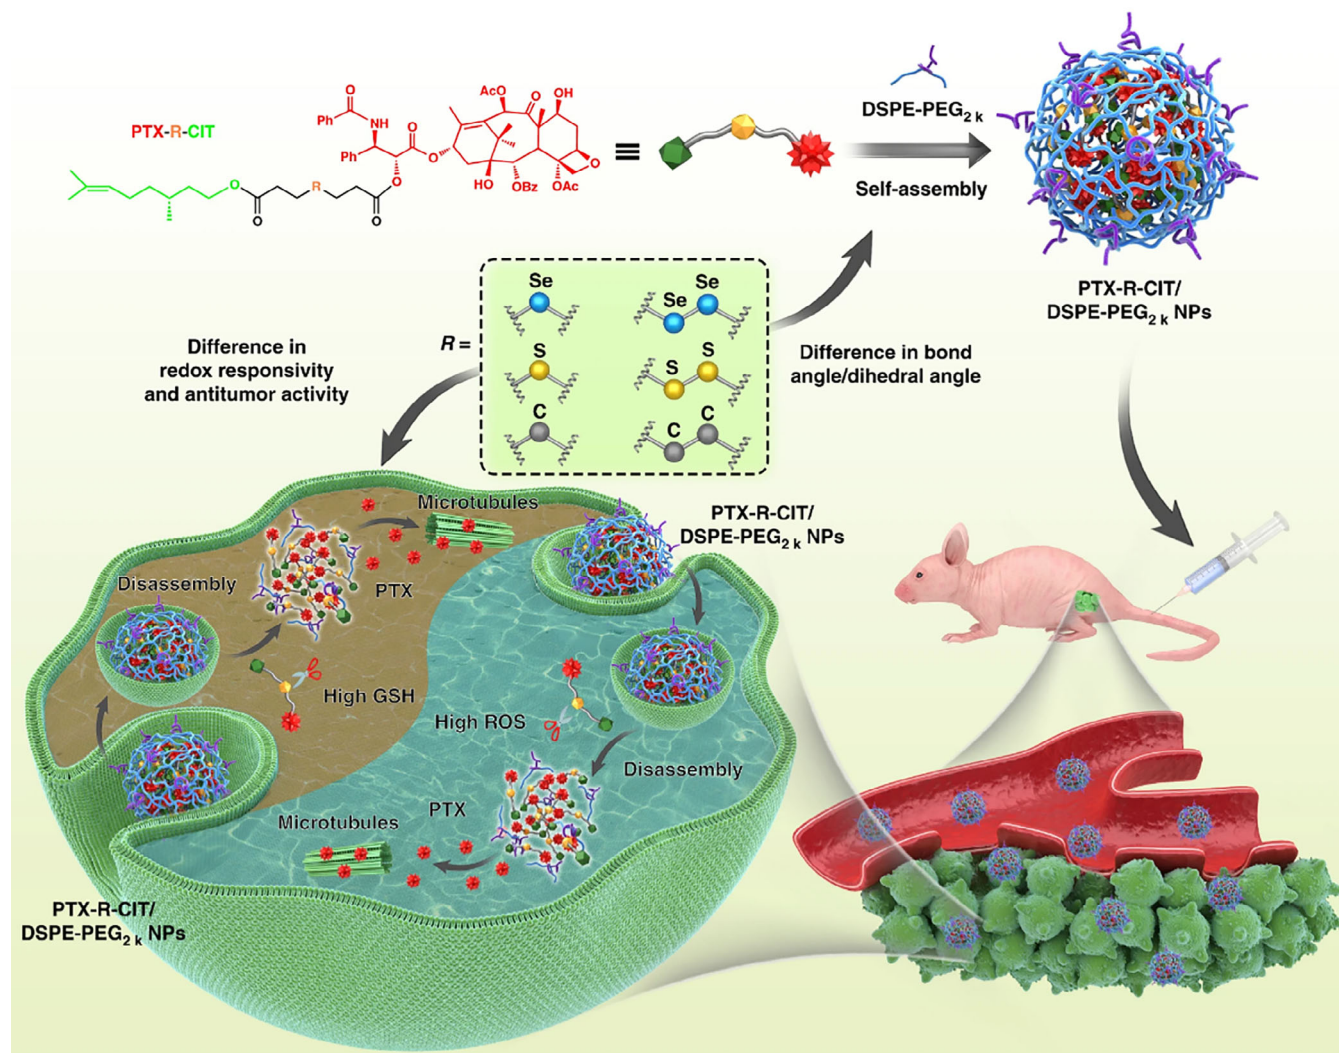 PTX-R-CIT
O
Ph
NH
Ph
O
O
O
R
O
O
O
AcO
O
OH
HO
OBz
OAc
O
≡
DSPE-PEG2 k
Self-assembly
PTX-R-CIT/
DSPE-PEG2 k NPs
Difference in
redox responsivity
and antitumor activity
R =
Se
Se
Se
S
S
S
C
C
C
Difference in bond
angle/dihedral angle
Microtubules
PTX-R-CIT/
DSPE-PEG2 k NPs
Disassembly
PTX
High GSH
High ROS
Disassembly
PTX
Microtubules
PTX-R-CIT/
DSPE-PEG2 k NPs